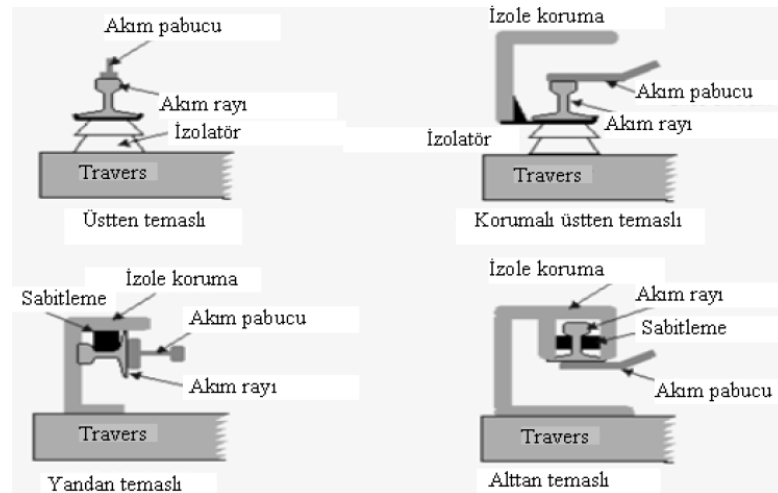 Akım pabucu
Akım rayı
İzolatör
Travers
Üstten temaslı
İzole koruma
Akım pabucu
Akım rayı
İzolatör
Travers
Korumalı üstten temaslı
İzole koruma
Sabitleme
Akım pabucu
Akım rayı
Travers
Yandan temaslı
İzole koruma
Akım rayı
Sabitleme
Akım pabucu
Travers
Alttan temaslı